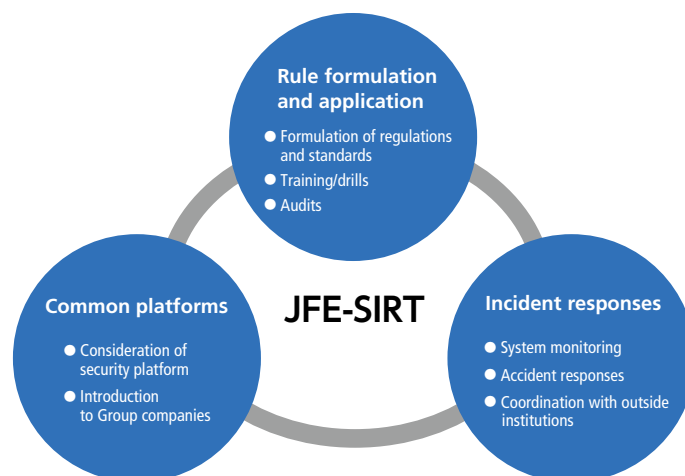 Rule formulation
and application
● Formulation of regulations
and standards
● Training/drills
● Audits
JFE-SIRT
Common platforms
● Consideration of
security platform
● Introduction
to Group companies
Incident responses
● System monitoring
● Accident responses
● Coordination with outside
institutions